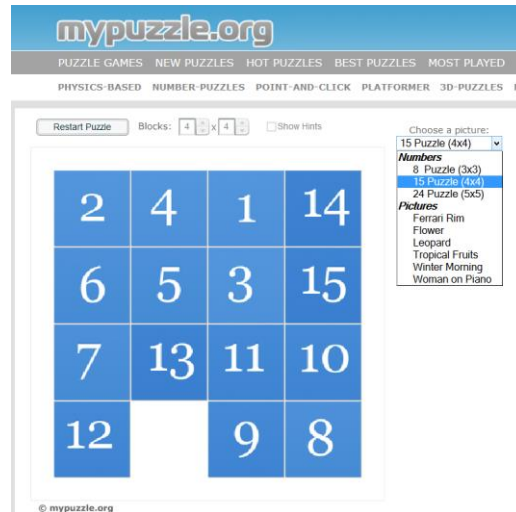 mypuzzle.org
PUZZLE GAMES NEW PUZZLES HOT PUZZLES BEST PUZZLES MOST PLAYED
PHYSICS-BASED NUMBER-PUZZLES POINT-AND-CLICK PLATFORMER 3D-PUZZLES
Restart Puzzle Blocks: 4 x 4 Show Hints
Choose a picture:
15 Puzzle (4x4)
Numbers
8 Puzzle (3x3)
15 Puzzle (4x4)
24 Puzzle (5x5)
Pictures
Ferrari Rim
Flower
Leopard
Tropical Fruits
Winter Morning
Woman on Piano
2 4 1 14
6 5 3 15
7 13 11 10
12 9 8
© mypuzzle.org